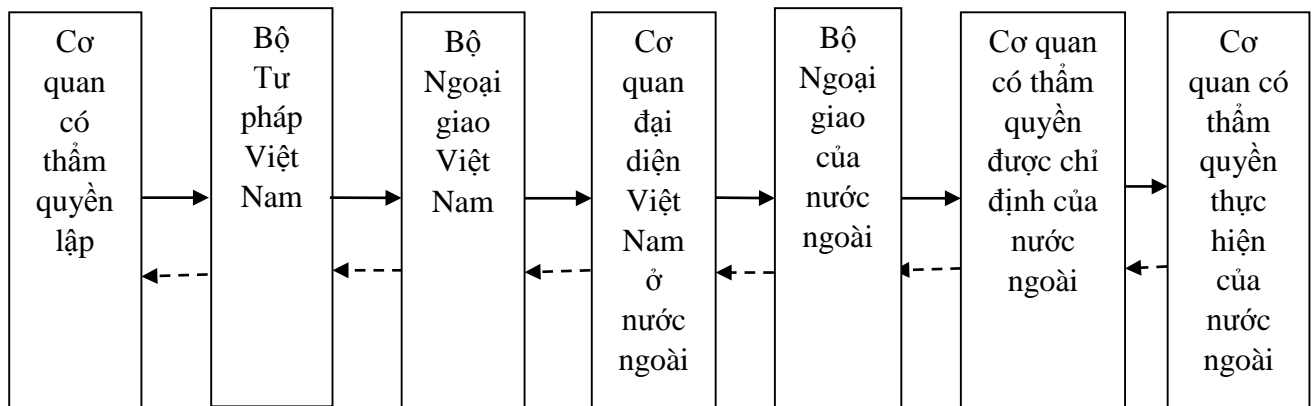 Cơ
quan
có
thẩm
quyền
lập
Bộ
Tư
pháp
Việt
Nam
Bộ
Ngoại
giao
Việt
Nam
Cơ
quan
đại
diện
Việt
Nam
ở
nước
ngoài
Bộ
Ngoại
giao
của
nước
ngoài
Cơ quan
có thẩm
quyền
được chỉ
định của
nước
ngoài
Cơ
quan có
thẩm
quyền
thực
hiện
của
nước
ngoài